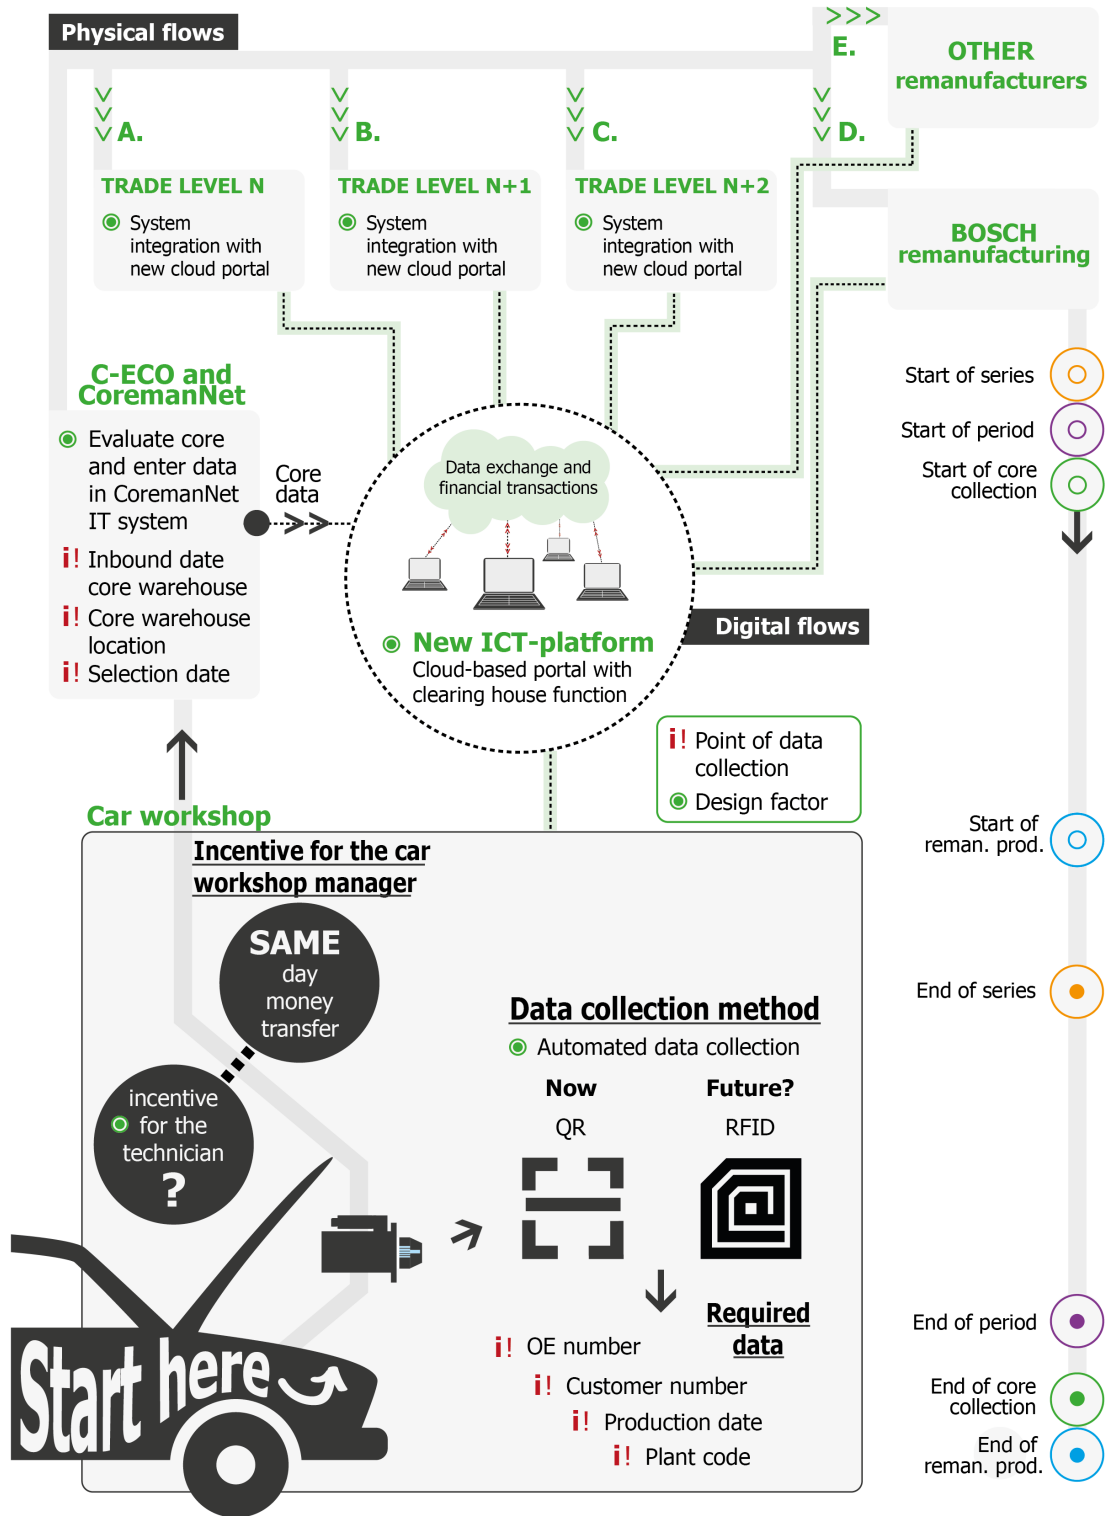 Physical flows
E.
OTHER
remanufacturers
A.
B.
C.
D.
TRADE LEVEL N
System
integration with
new cloud portal
TRADE LEVEL N+1
System
integration with
new cloud portal
TRADE LEVEL N+2
System
integration with
new cloud portal
BOSCH
remanufacturing
C-ECO and
CoremanNet
Evaluate core
and enter data
in CoremanNet
IT system
i! Inbound date
core warehouse
i! Core warehouse
location
i! Selection date
Core
data
Data exchange and
financial transactions
New ICT-platform
Cloud-based portal with
clearing house function
Digital flows
i! Point of data
collection
Design factor
Start of series
Start of period
Start of core
collection
Start of
reman. prod.
End of series
End of period
End of core
collection
End of
reman. prod.
Car workshop
Incentive for the car
workshop manager
SAME
day
money
transfer
incentive
for the
technician
?
Data collection method
Automated data collection
Now
QR
Future?
RFID
Required
data
i! OE number
i! Customer number
i! Production date
i! Plant code
Start here